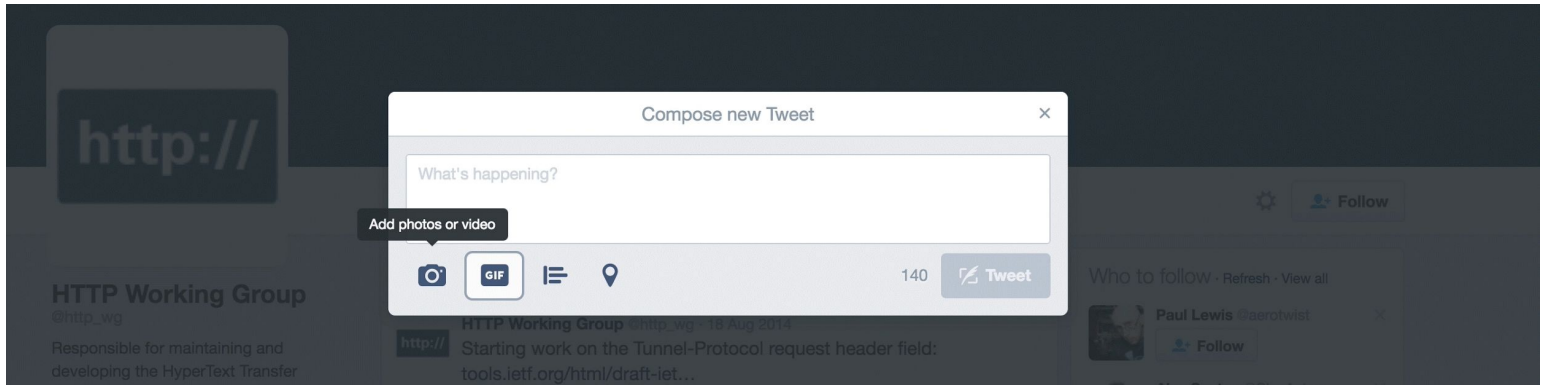 http://
Compose new Tweet
×
What's happening?
Add photos or video
GIF
140
Tweet
Follow
HTTP Working Group
@http_wg
Responsible for maintaining and
developing the HyperText Transfer
HTTP Working Group @http_wg · 18 Aug 2014
http://
Starting work on the Tunnel-Protocol request header field:
tools.ietf.org/html/draft-iet…
Who to follow · Refresh · View all
Paul Lewis @aerotwist
×
Follow